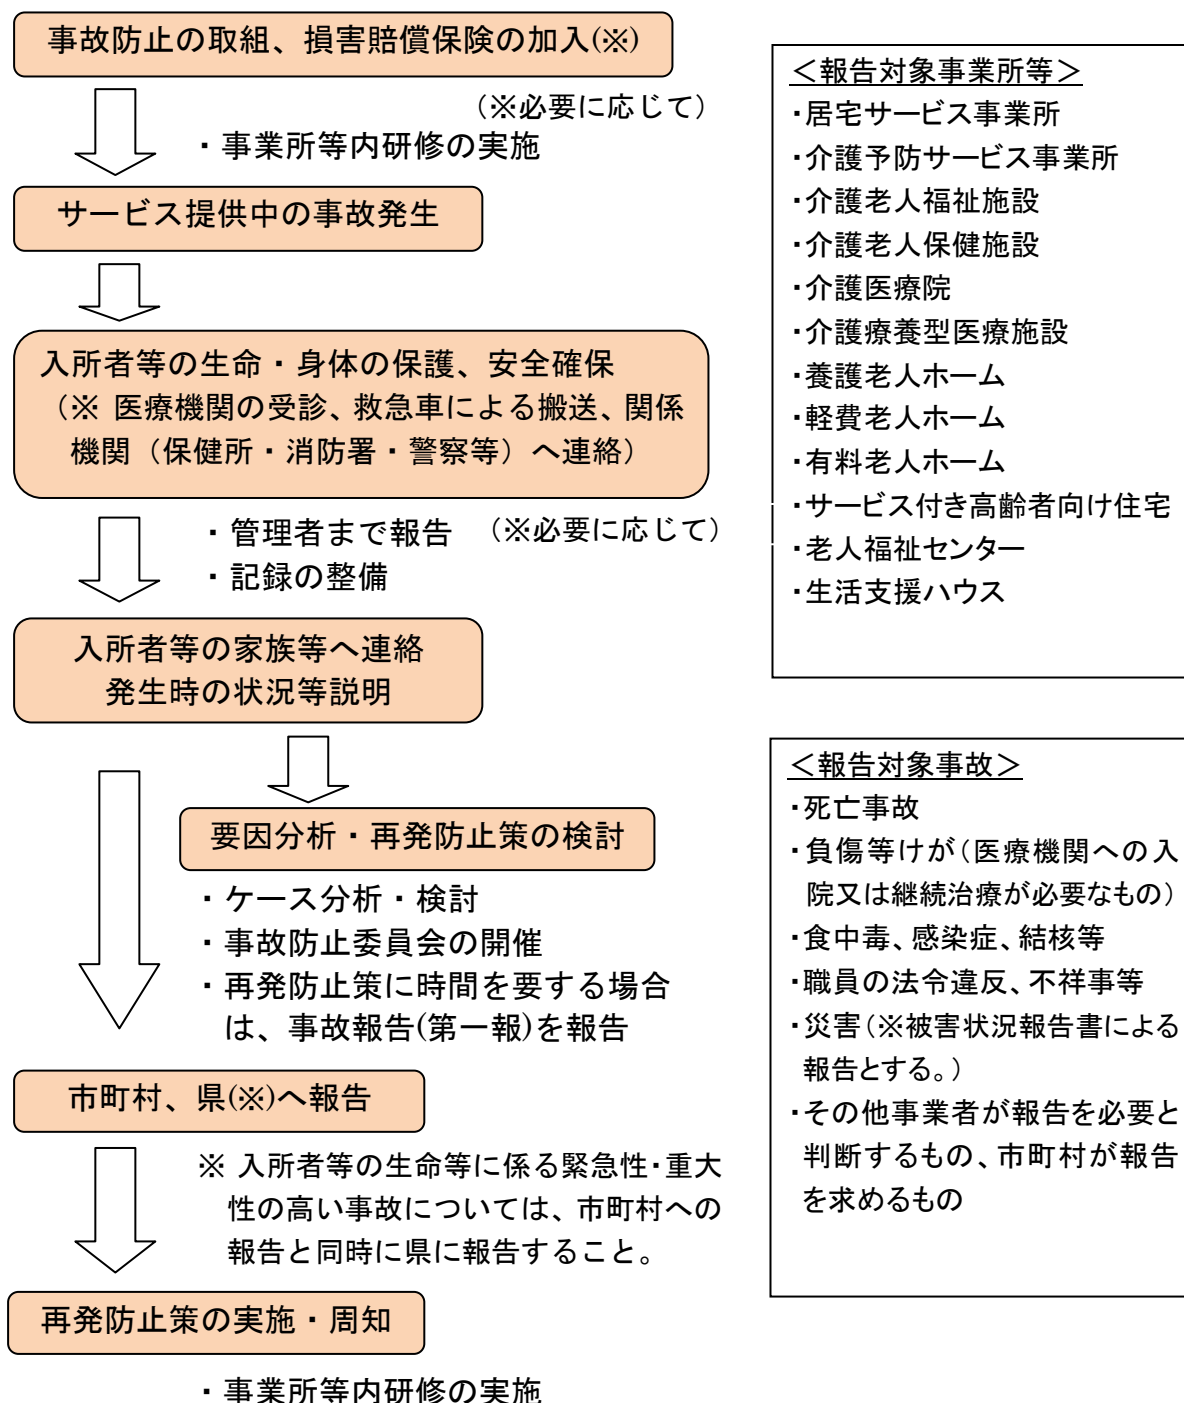 事故防止の取組、損害賠償保険の加入(※)
（※必要に応じて）
・事業所等内研修の実施
サービス提供中の事故発生
入所者等の生命・身体の保護、安全確保
（※ 医療機関の受診、救急車による搬送、関係
機関（保健所・消防署・警察等）へ連絡）
・管理者まで報告 （※必要に応じて）
・記録の整備
入所者等の家族等へ連絡
発生時の状況等説明
要因分析・再発防止策の検討
・ケース分析・検討
・事故防止委員会の開催
・再発防止策に時間を要する場合
は、事故報告(第一報)を報告
市町村、県(※)へ報告
※ 入所者等の生命等に係る緊急性・重大
性の高い事故については、市町村への
報告と同時に県に報告すること。
再発防止策の実施・周知
・事業所等内研修の実施
＜報告対象事業所等＞
・居宅サービス事業所
・介護予防サービス事業所
・介護老人福祉施設
・介護老人保健施設
・介護医療院
・介護療養型医療施設
・養護老人ホーム
・軽費老人ホーム
・有料老人ホーム
・サービス付き高齢者向け住宅
・老人福祉センター
・生活支援ハウス
＜報告対象事故＞
・死亡事故
・負傷等けが（医療機関への入
院又は継続治療が必要なもの）
・食中毒、感染症、結核等
・職員の法令違反、不祥事等
・災害（※被害状況報告書による
報告とする。）
・その他事業者が報告を必要と
判断するもの、市町村が報告
を求めるもの